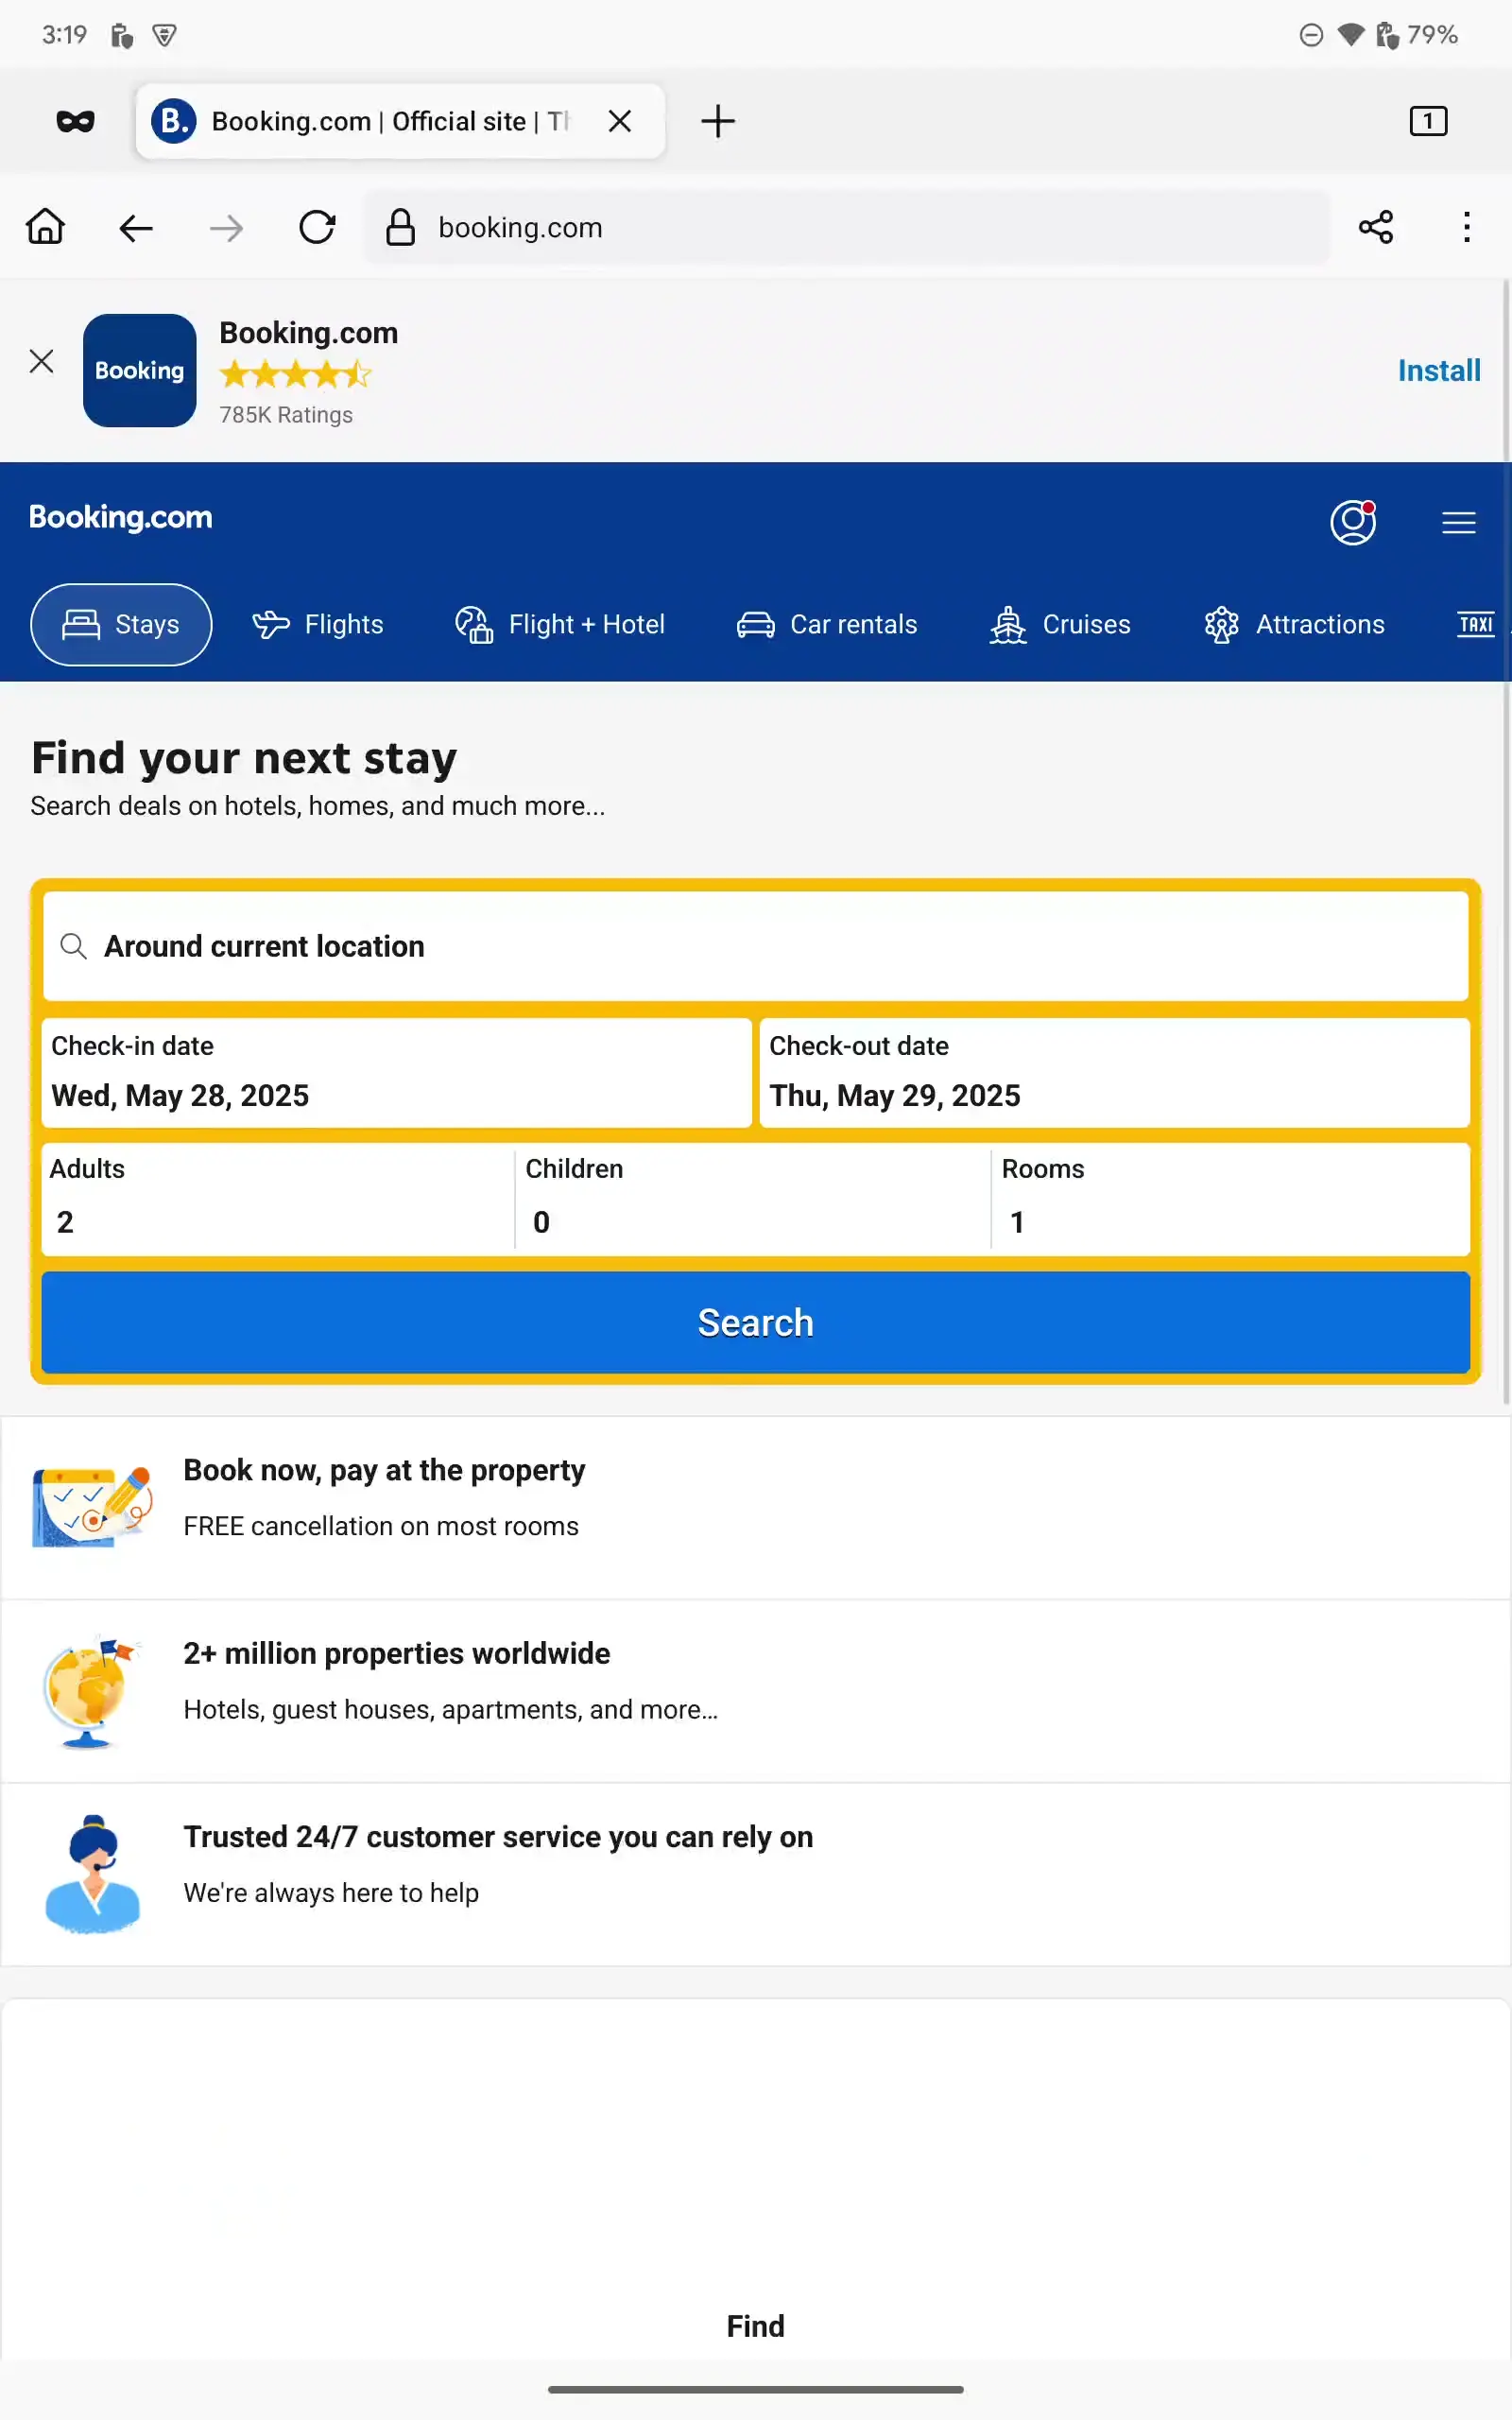 3:19
79%
B. Booking.com | Official site | Th
1
booking.com
Booking
Booking.com
785K Ratings
Install
Booking.com
Stays
Flights
Flight + Hotel
Car rentals
Cruises
Attractions
TAXI
Find your next stay
Search deals on hotels, homes, and much more...
Around current location
Check-in date
Wed, May 28, 2025
Check-out date
Thu, May 29, 2025
Adults
2
Children
0
Rooms
1
Search
Book now, pay at the property
FREE cancellation on most rooms
2+ million properties worldwide
Hotels, guest houses, apartments, and more…
Trusted 24/7 customer service you can rely on
We're always here to help
Find